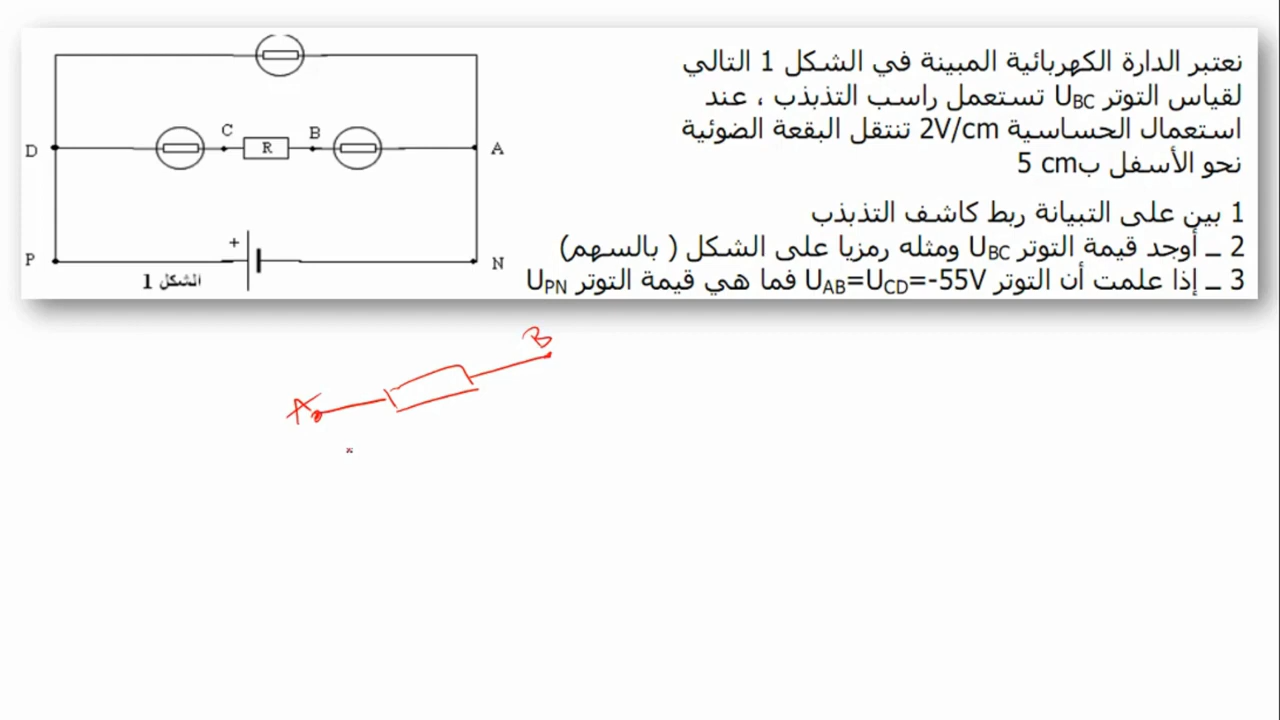 نعتبر الدارة الكهربائية المبينة في الشكل 1 التالي
لقياس التوتر UBC تستعمل راسب التذبذب ، عند
استعمال الحساسية 2V/cm تنتقل البقعة الضوئية
نحو الأسفل ب5 cm
1 بين على التبيانة ربط كاشف التذبذب
2 ــ أوجد قيمة التوتر UBC ومثله رمزيا على الشكل ( بالسهم)
3 ــ إذا علمت أن التوتر UAB=UCD=-55V فما هي قيمة التوتر UPN
C
B
D
R
A
+
P
N
الشكل 1
B
A